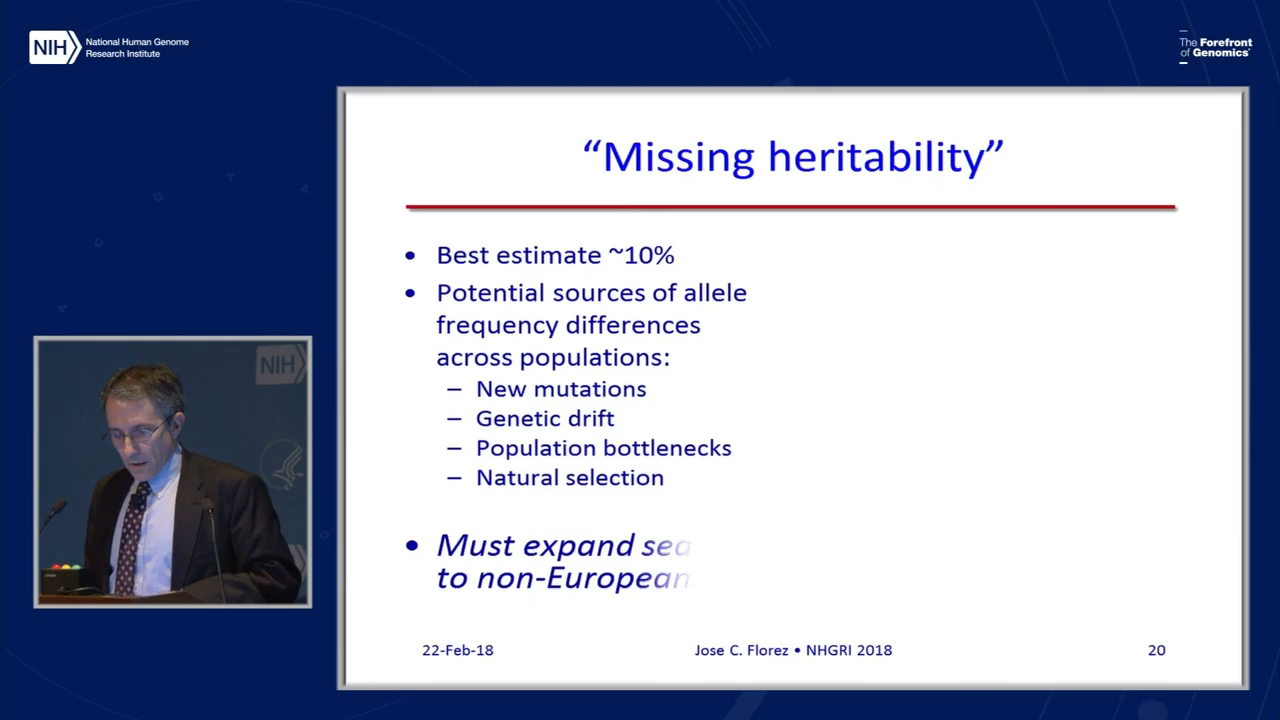 NIH
National Human Genome
Research Institute
The Forefront
of Genomics®
NIH
“Missing heritability”
• Best estimate ~10%
• Potential sources of allele
frequency differences
across populations:
– New mutations
– Genetic drift
– Population bottlenecks
– Natural selection
• Must expand
to non-European
22-Feb-18
Jose C. Florez • NHGRI 2018
20